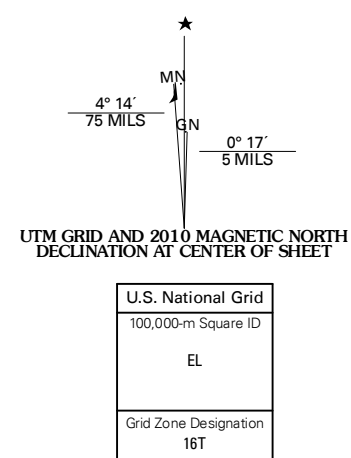 ★
MN
4° 14´
75 MILS
GN
0° 17´
5 MILS
UTM GRID AND 2010 MAGNETIC NORTH
DECLINATION AT CENTER OF SHEET
U.S. National Grid
100,000-m Square ID
EL
Grid Zone Designation
16T